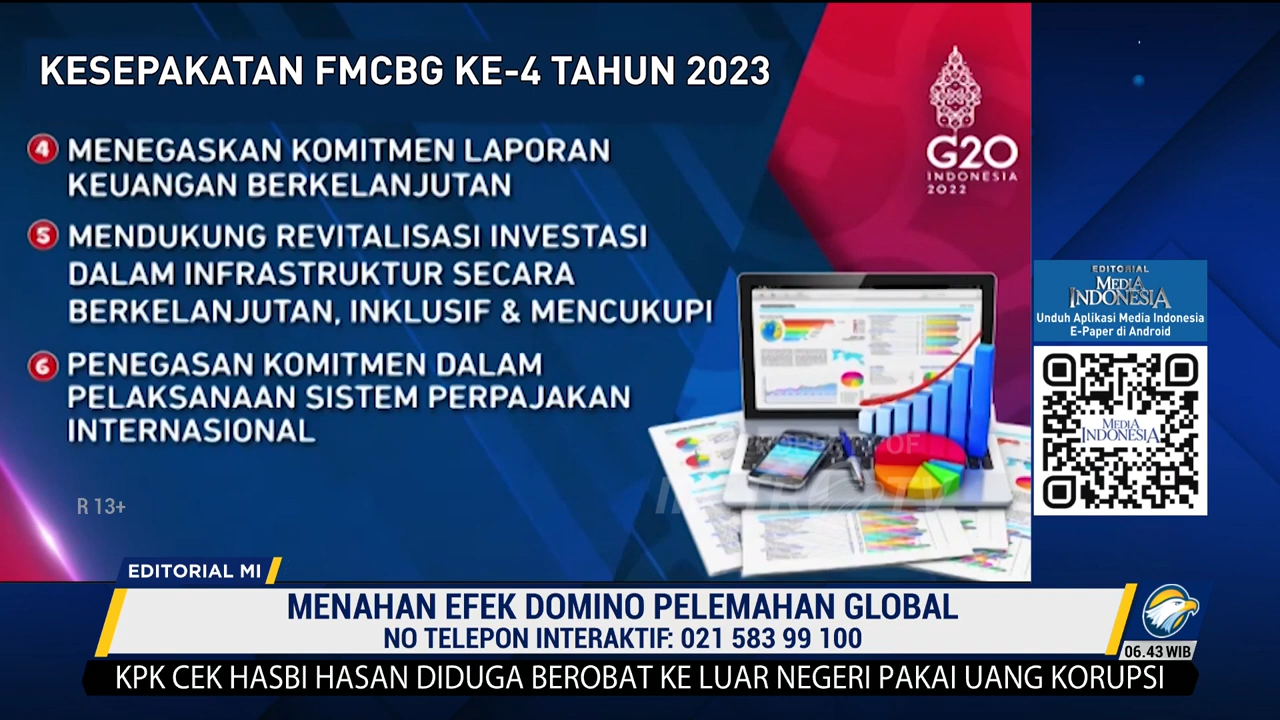 KESEPAKATAN FMCBG KE-4 TAHUN 2023
4 MENEGASKAN KOMITMEN LAPORAN
KEUANGAN BERKELANJUTAN
5 MENDUKUNG REVITALISASI INVESTASI
DALAM INFRASTRUKTUR SECARA
BERKELANJUTAN, INKLUSIF & MENCUKUPI
6 PENEGASAN KOMITMEN DALAM
PELAKSANAAN SISTEM PERPAJAKAN
INTERNASIONAL
G20
INDONESIA
2022
EDITORIAL
MEDIA
INDONESIA
Unduh Aplikasi Media Indonesia
E-Paper di Android
MEDIA
INDONESIA
R 13+
EDITORIAL MI
MENAHAN EFEK DOMINO PELEMAHAN GLOBAL
NO TELEPON INTERAKTIF: 021 583 99 100
06.43 WIB
KPK CEK HASBI HASAN DIDUGA BEROBAT KE LUAR NEGERI PAKAI UANG KORUPSI